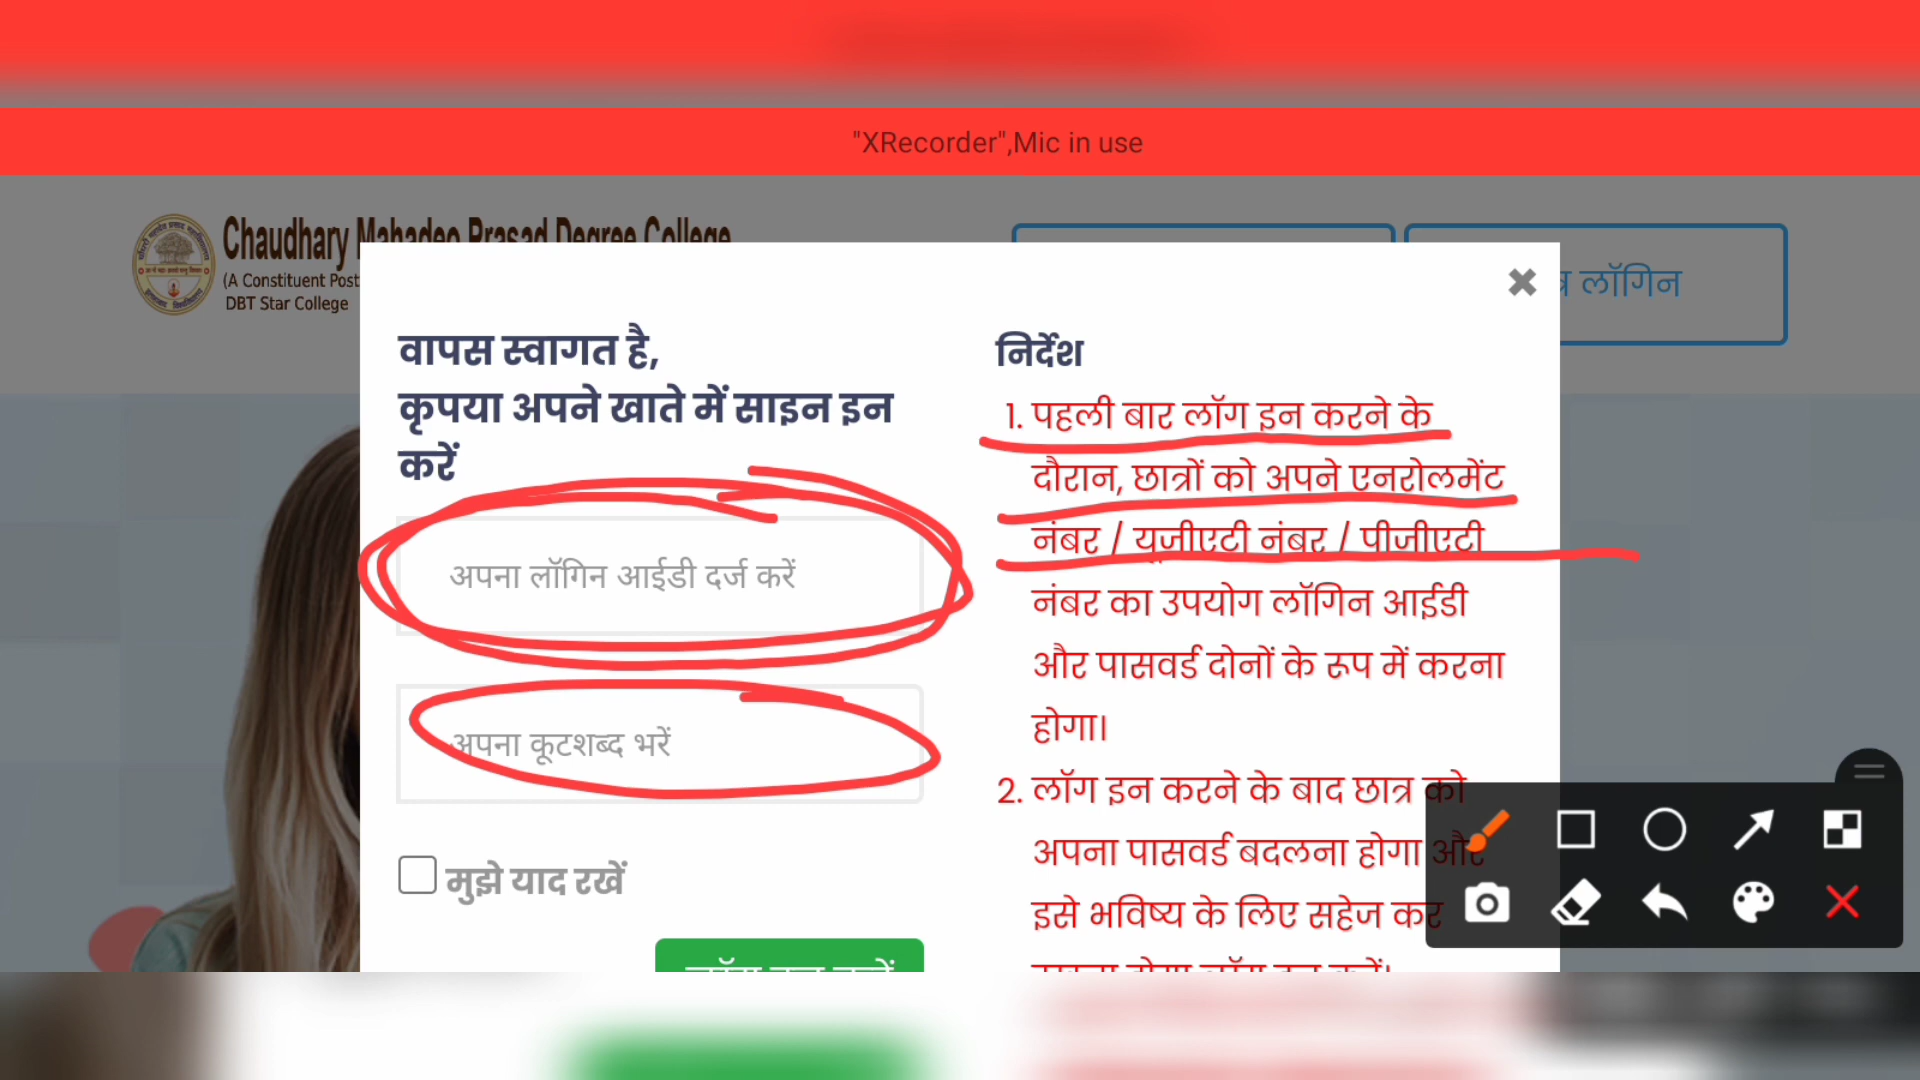 "XRecorder",Mic in use
Chaudhary Mahadeo Prasad Degree College
(A Constituent Post
DBT Star College
लॉगिन
वापस स्वागत है,
कृपया अपने खाते में साइन इन
करें
अपना लॉगिन आईडी दर्ज करें
अपना कूटशब्द भरें
मुझे याद रखें
निर्देश
1. पहली बार लॉग इन करने के
दौरान, छात्रों को अपने एनरोलमेंट
नंबर / यूजीएटी नंबर / पीजीएटी
नंबर का उपयोग लॉगिन आईडी
और पासवर्ड दोनों के रूप में करना
होगा।
2. लॉग इन करने के बाद छात्र को
अपना पासवर्ड बदलना होगा और
इसे भविष्य के लिए सहेज कर